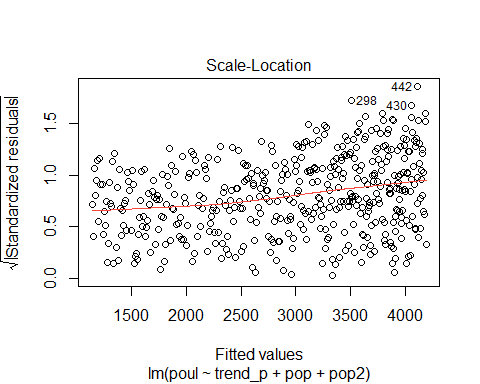 Scale-Location
√|Standardized residuals|
0.0 0.5 1.0 1.5
442
298
430
1500 2000 2500 3000 3500 4000
Fitted values
lm(poul ~ trend_p + pop + pop2)